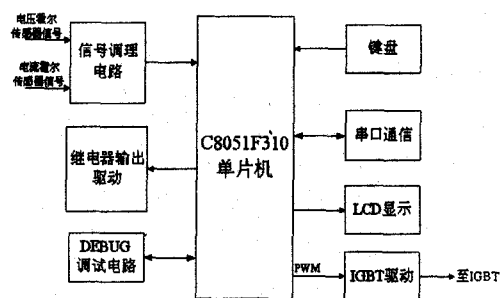 电压霍尔
传感器信号
电流霍尔
传感器信号
信号调理
电路
继电器输出
驱动
DEBUG
调试电路
C8051F310
单片机
键盘
串口通信
LCD显示
PWM
IGBT驱动
至IGBT